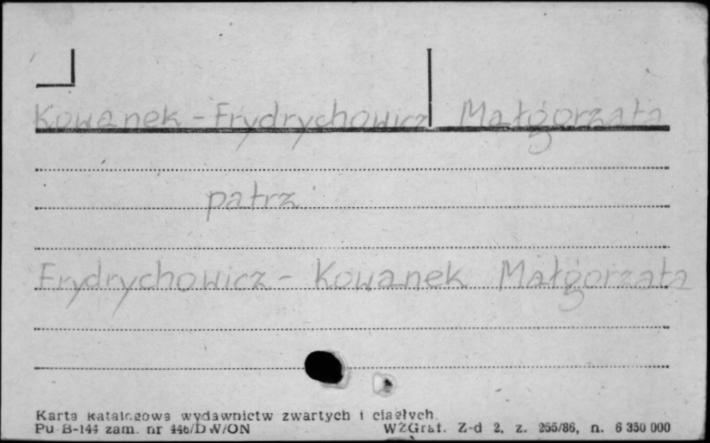 Kowanek-Frydrychowicz Małgorzata
patrz
Frydrychowicz-Kowanek Małgorzata
Karta katalogowa wydawnictw zwartych i ciągłych
Pu B-144 zam. nr 446/DW/ON WZGraf. Z-d 2, z. 255/86, n. 6 350 000